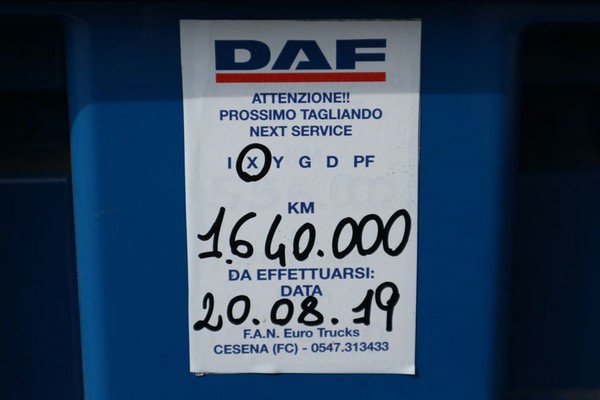 DAF
ATTENZIONE!!
PROSSIMO TAGLIANDO
NEXT SERVICE
I X Y G D PF
KM
1.640.000
DA EFFETTUARSI:
DATA
20.08.19
F.A.N. Euro Trucks
CESENA (FC) - 0547.313433